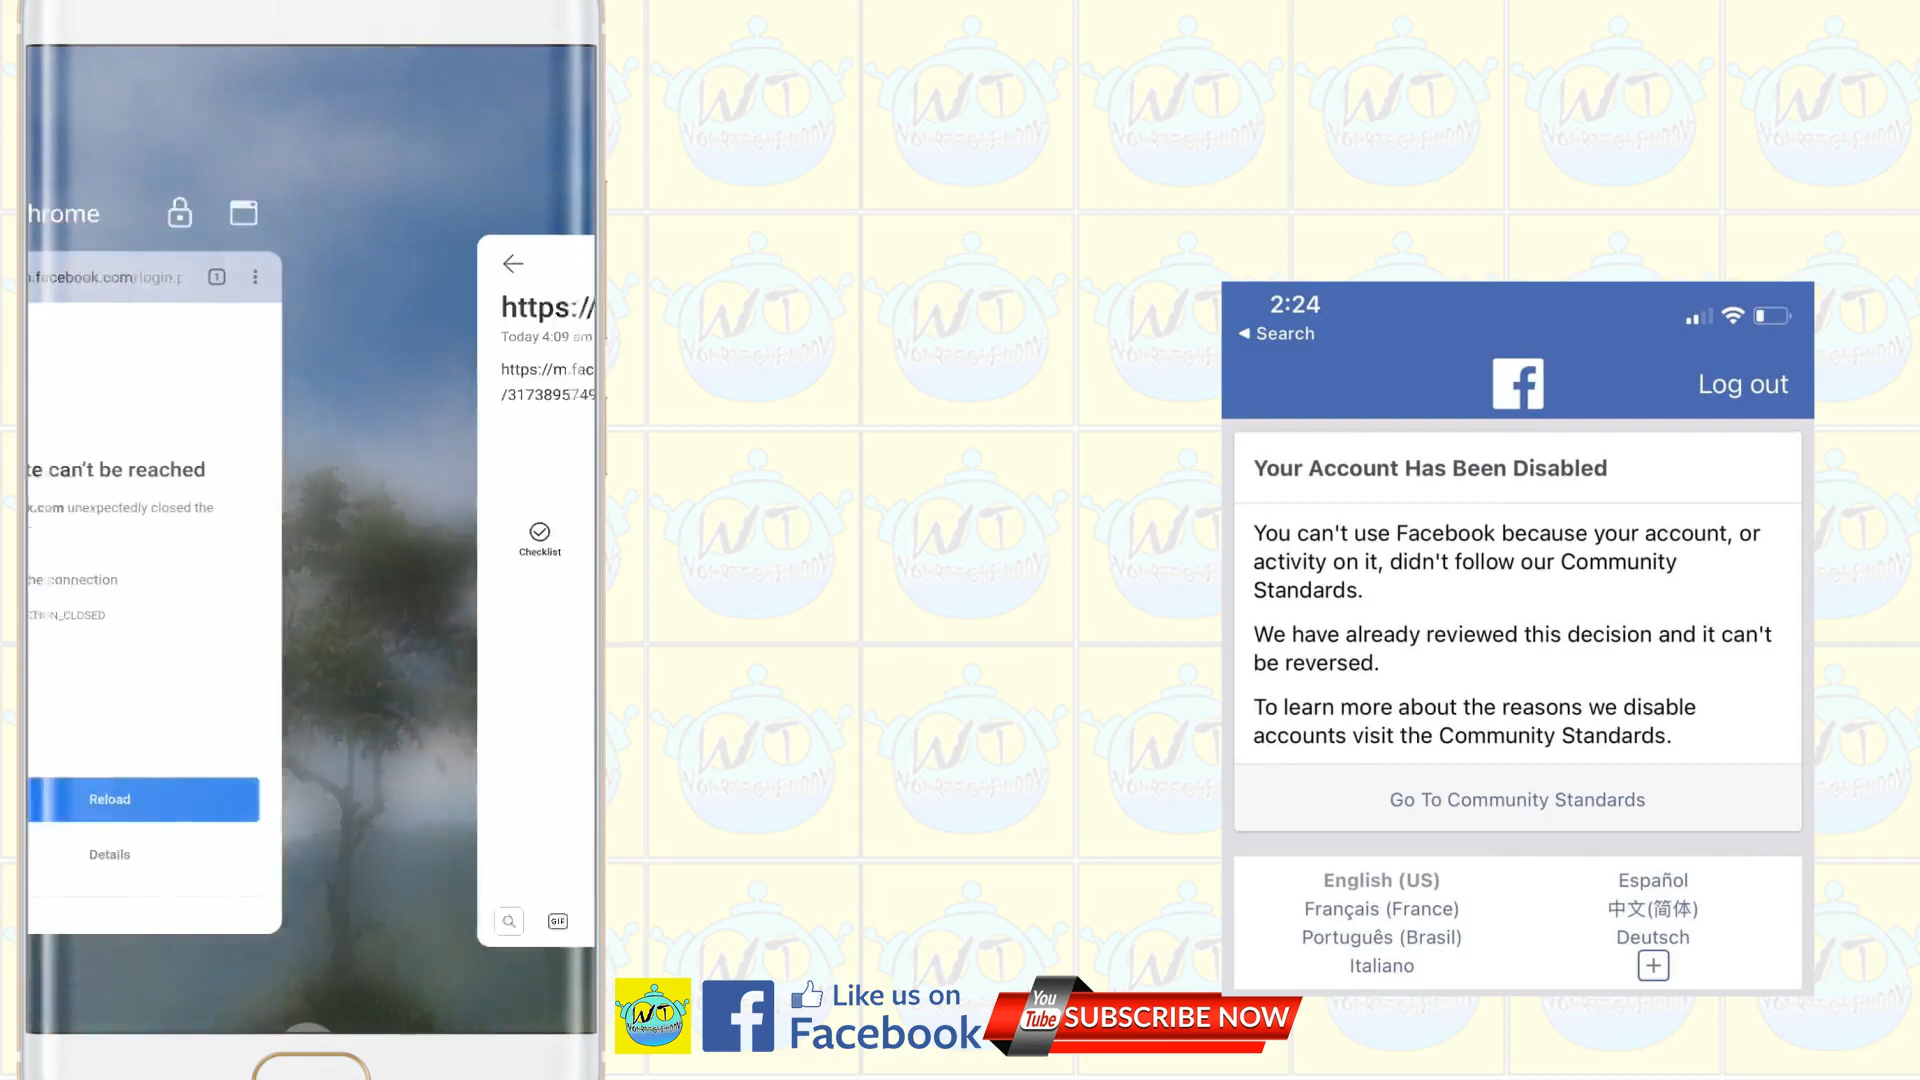 hrome
facebook.com/login.p
1
te can't be reached
.com unexpectedly closed the
he connection
N_CLOSED
Reload
Details
https://
Today 4:09 am
https://m.fac
/3173895749
Checklist
GIF
2:24
Search
Log out
Your Account Has Been Disabled
You can't use Facebook because your account, or
activity on it, didn't follow our Community
Standards.
We have already reviewed this decision and it can't
be reversed.
To learn more about the reasons we disable
accounts visit the Community Standards.
Go To Community Standards
English (US)
Español
Français (France)
中文(简体)
Português (Brasil)
Deutsch
Italiano
WT
Like us on
Facebook
You
Tube
SUBSCRIBE NOW